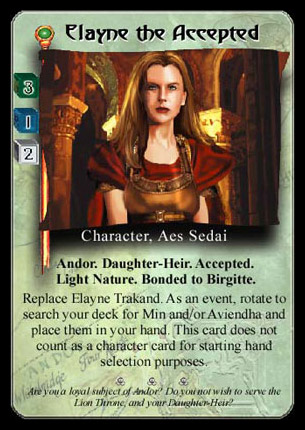 Elayne the Accepted
3
1
2
Character, Aes Sedai
Andor. Daughter-Heir. Accepted.
Light Nature. Bonded to Birgitte.
Replace Elayne Trakand. As an event, rotate to
search your deck for Min and/or Aviendha and
place them in your hand. This card does not
count as a character card for starting hand
selection purposes.
Are you a loyal subject of Andor? Do you not wish to serve the
Lion Throne, and your Daughter-Heir?